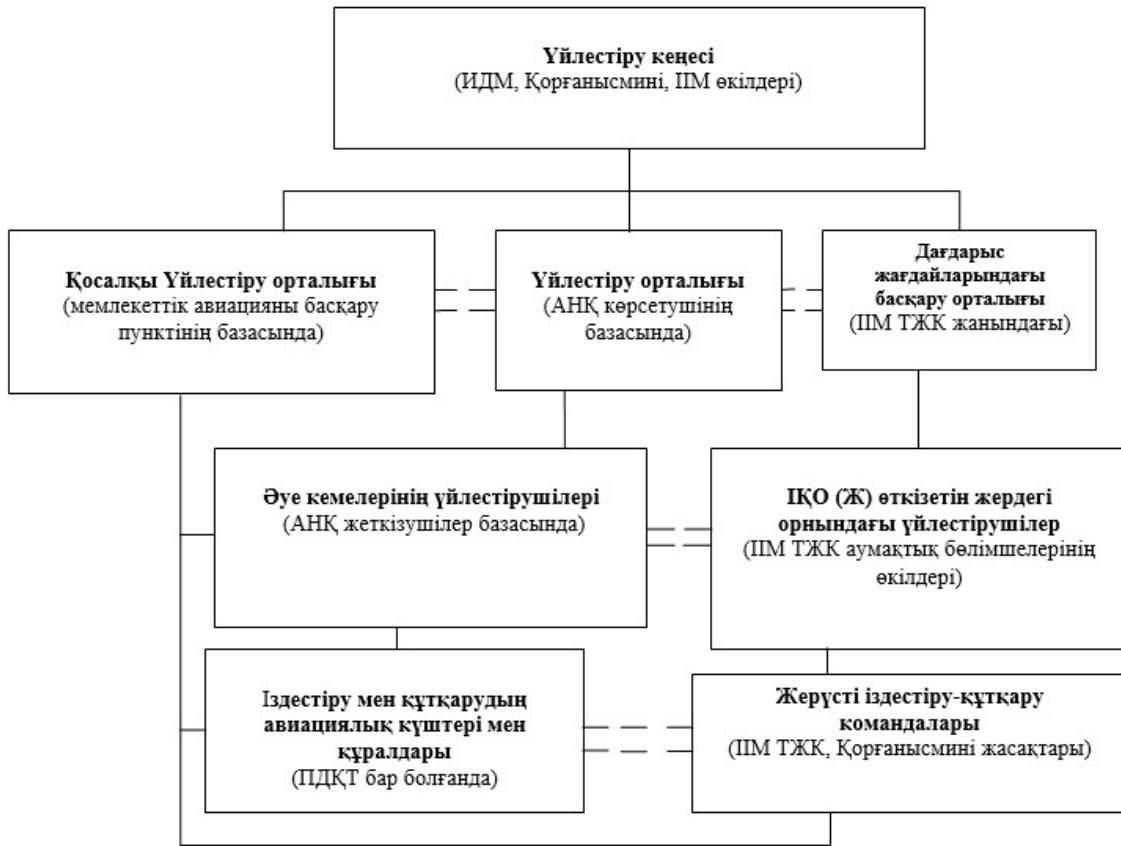 Үйлестіру кеңесі
(ИДМ, Қорғанысмині, ІІМ өкілдері)
Қосалқы Үйлестіру орталығы
(мемлекеттік авиацияны басқару
пунктінің базасында)
Үйлестіру орталығы
(АНҚ көрсетушінің
базасында)
Дағдарыс
жағдайларындағы
басқару орталығы
(ІІМ ТЖК жанындағы)
Әуе кемелерінің үйлестірушілері
(АНҚ жеткізушілер базасында)
ІҚО (Ж) өткізетін жердегі
орнындағы үйлестірушілер
(ІІМ ТЖК аумақтық бөлімшелерінің
өкілдері)
Іздестіру мен құтқарудың
авиациялық күштері мен
құралдары
(ПДҚТ бар болғанда)
Жерүсті іздестіру-құтқару
командалары
(ІІМ ТЖК, Қорғанысмині жасақтары)